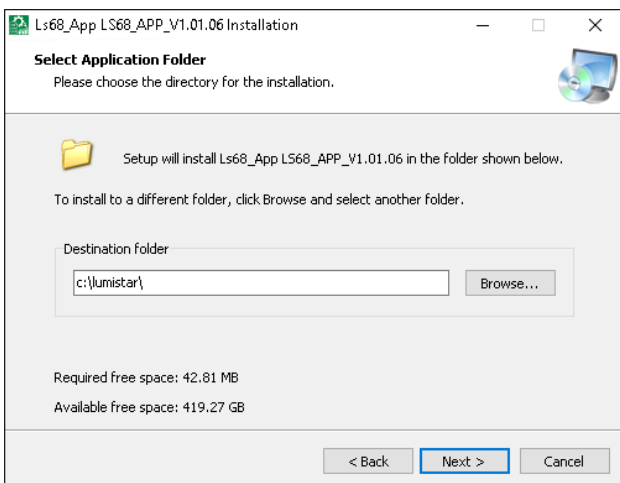 Ls68_App LS68_APP_V1.01.06 Installation
Select Application Folder
Please choose the directory for the installation.
Setup will install Ls68_App LS68_APP_V1.01.06 in the folder shown below.
To install to a different folder, click Browse and select another folder.
Destination folder
c:\lumistar\
Browse...
Required free space: 42.81 MB
Available free space: 419.27 GB
< Back
Next >
Cancel